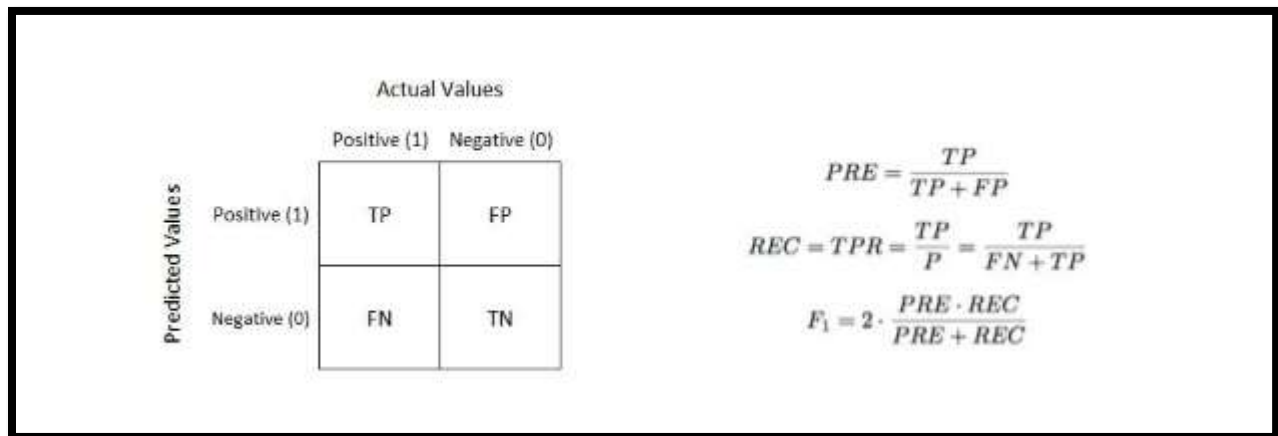 Actual Values
Positive (1) Negative (0)
Predicted Values
Positive (1) TP FP
Negative (0) FN TN
PRE = TP / (TP + FP)
REC = TPR = TP / P = TP / (FN + TP)
F₁ = 2 · (PRE · REC) / (PRE + REC)